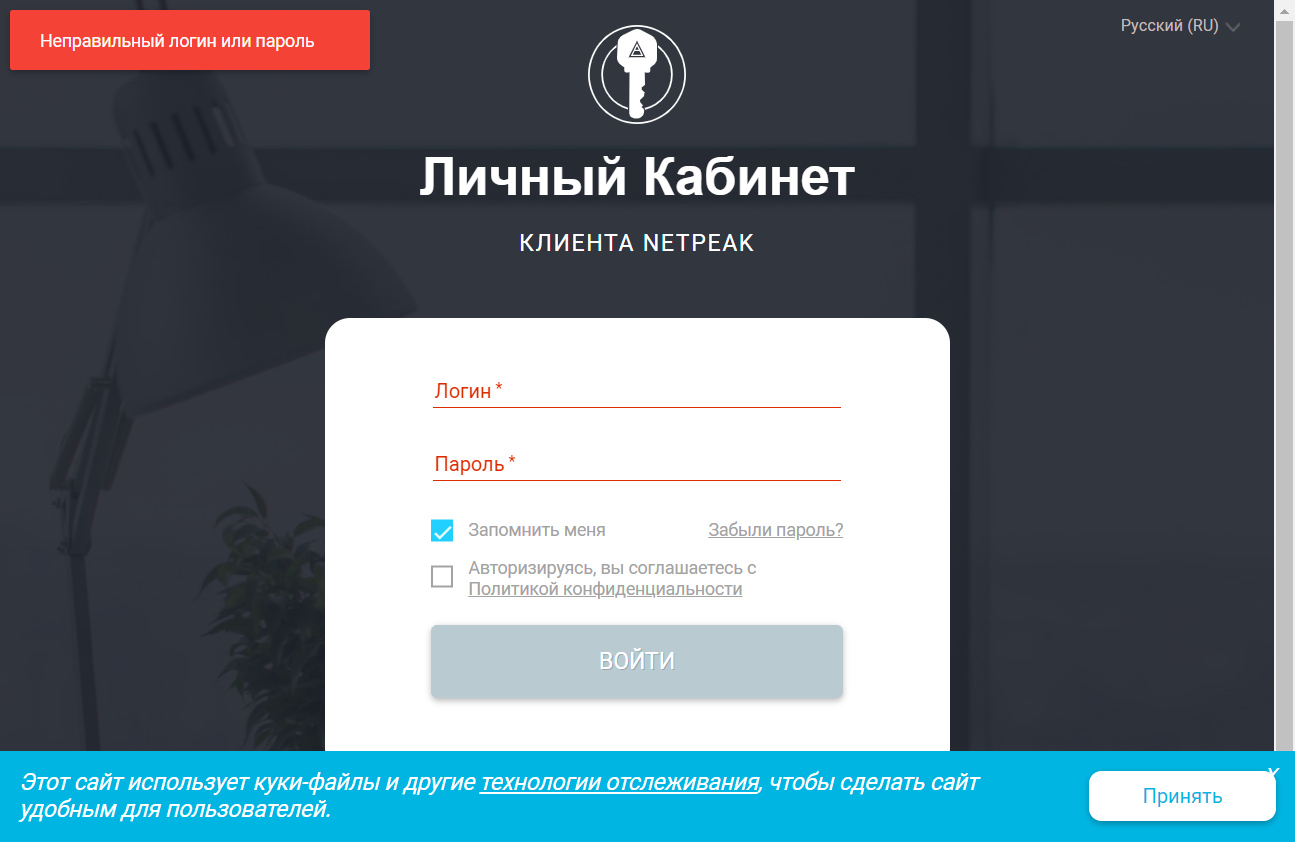 Неправильный логин или пароль
Русский (RU)
Личный Кабинет
КЛИЕНТА NETPEAK
Логин *
Пароль *
Запомнить меня
Забыли пароль?
Авторизируясь, вы соглашаетесь с
Политикой конфиденциальности
ВОЙТИ
Этот сайт использует куки-файлы и другие технологии отслеживания, чтобы сделать сайт
удобным для пользователей.
x
Принять